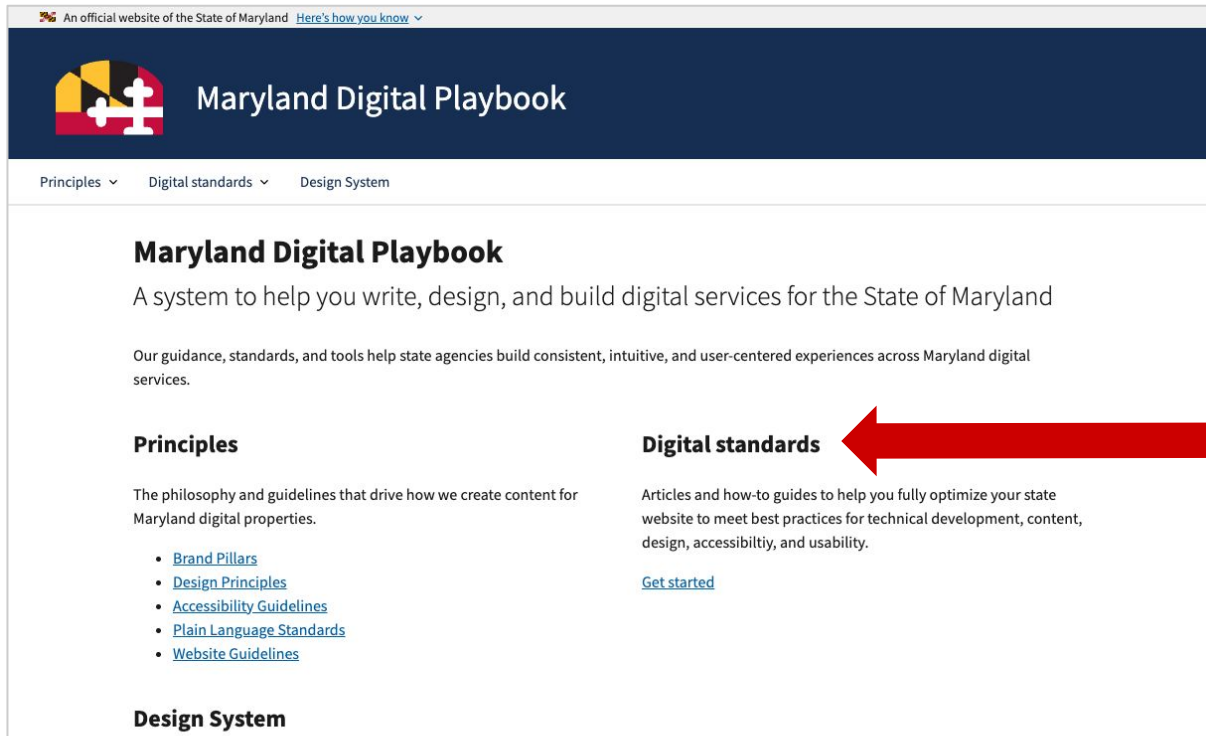 An official website of the State of Maryland Here's how you know
Maryland Digital Playbook
Principles
Digital standards
Design System
Maryland Digital Playbook
A system to help you write, design, and build digital services for the State of Maryland
Our guidance, standards, and tools help state agencies build consistent, intuitive, and user-centered experiences across Maryland digital
services.
Principles
The philosophy and guidelines that drive how we create content for
Maryland digital properties.
• Brand Pillars
• Design Principles
• Accessibility Guidelines
• Plain Language Standards
• Website Guidelines
Digital standards
Articles and how-to guides to help you fully optimize your state
website to meet best practices for technical development, content,
design, accessibiltiy, and usability.
Get started
Design System